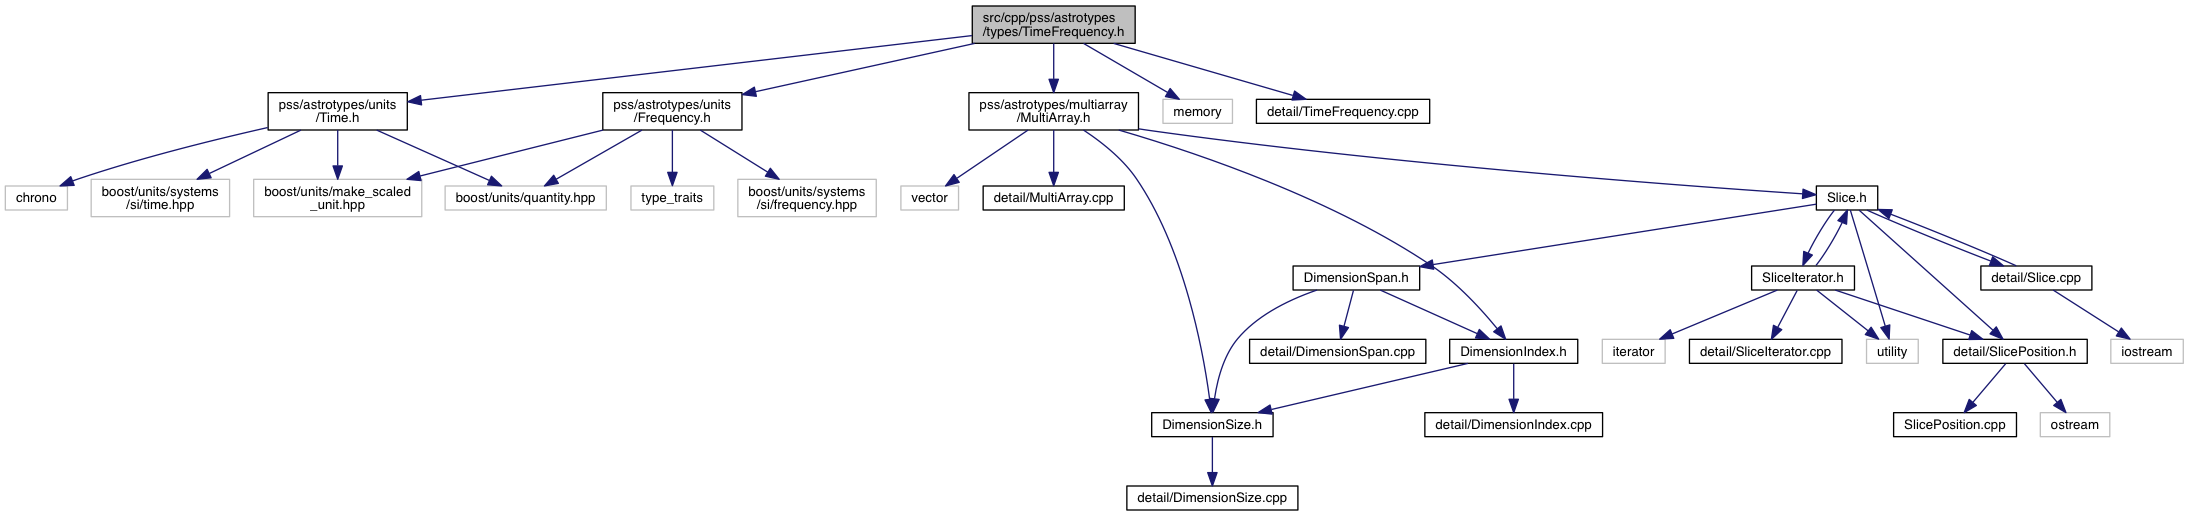 src/cpp/pss/astrotypes
/types/TimeFrequency.h
pss/astrotypes/units
/Time.h
pss/astrotypes/units
/Frequency.h
pss/astrotypes/multiarray
/MultiArray.h
memory
detail/TimeFrequency.cpp
chrono
boost/units/systems
/si/time.hpp
boost/units/make_scaled
_unit.hpp
boost/units/quantity.hpp
type_traits
boost/units/systems
/si/frequency.hpp
vector
detail/MultiArray.cpp
Slice.h
DimensionSpan.h
SliceIterator.h
detail/Slice.cpp
detail/DimensionSpan.cpp
DimensionIndex.h
iterator
detail/SliceIterator.cpp
utility
detail/SlicePosition.h
iostream
DimensionSize.h
detail/DimensionIndex.cpp
SlicePosition.cpp
ostream
detail/DimensionSize.cpp